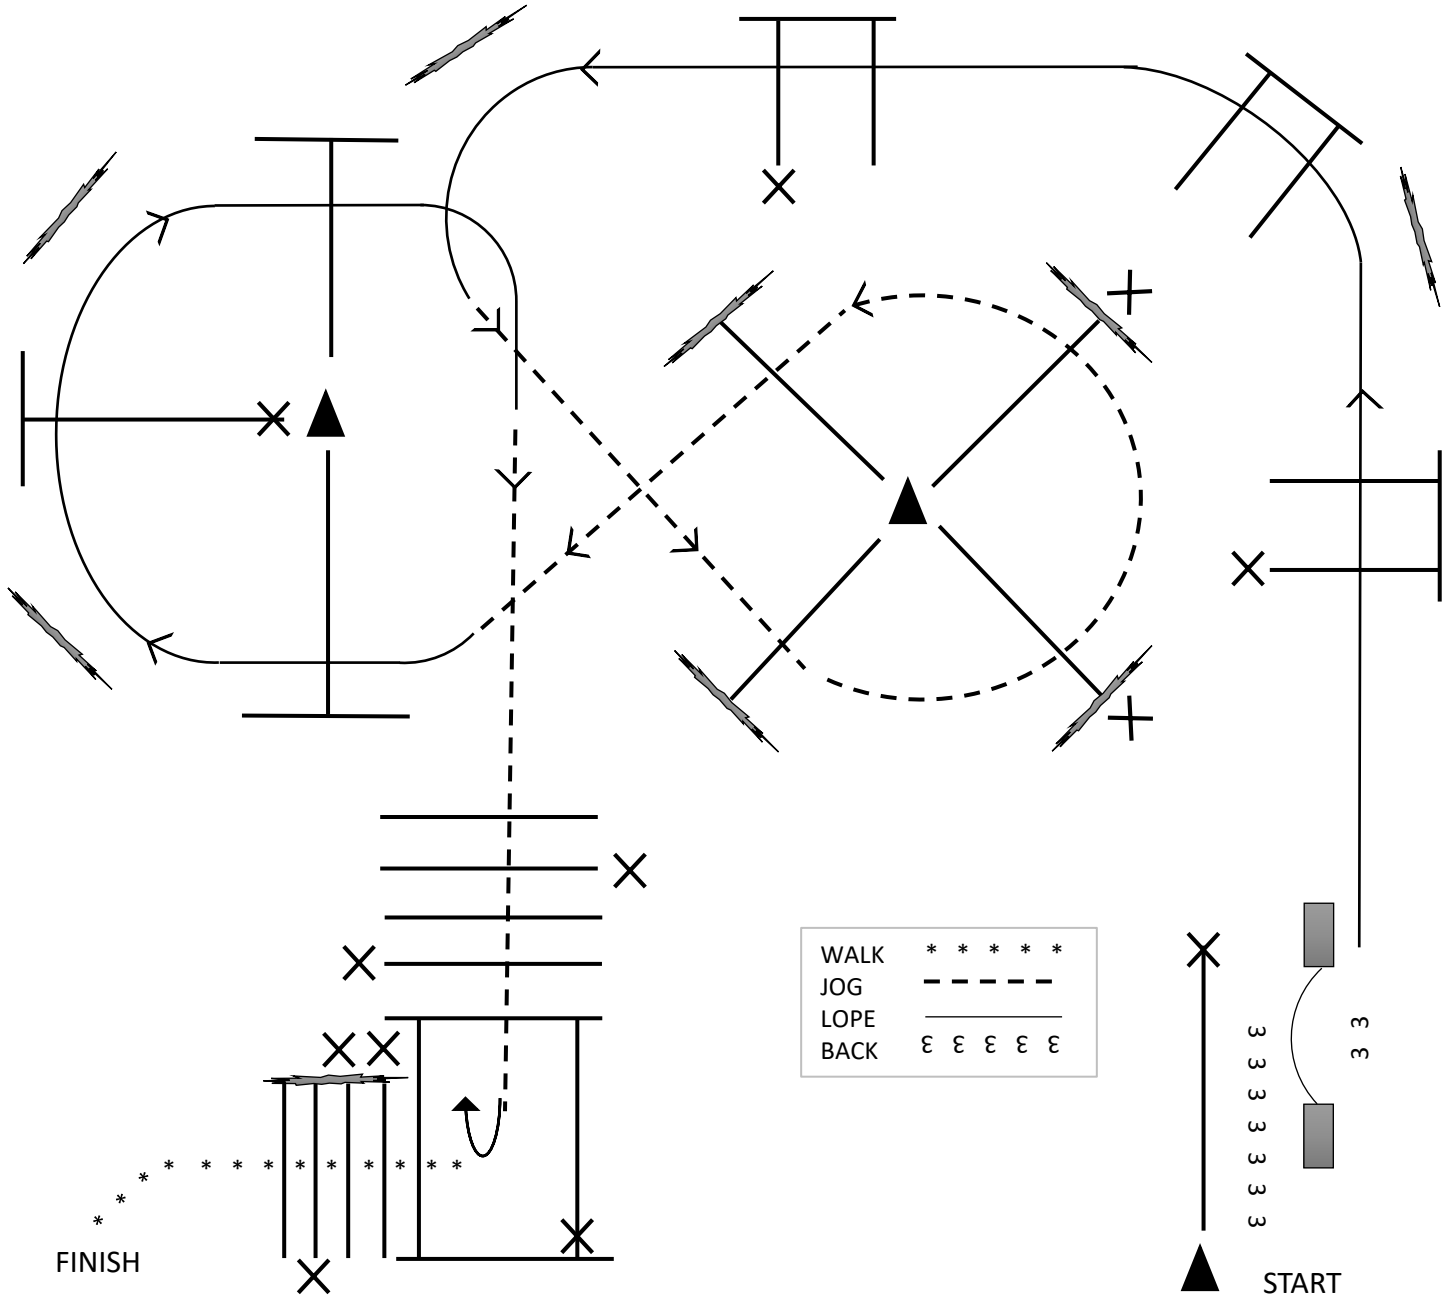 WALK * * * * *
JOG
LOPE
BACK ꞓ ꞓ ꞓ ꞓ ꞓ
FINISH
START